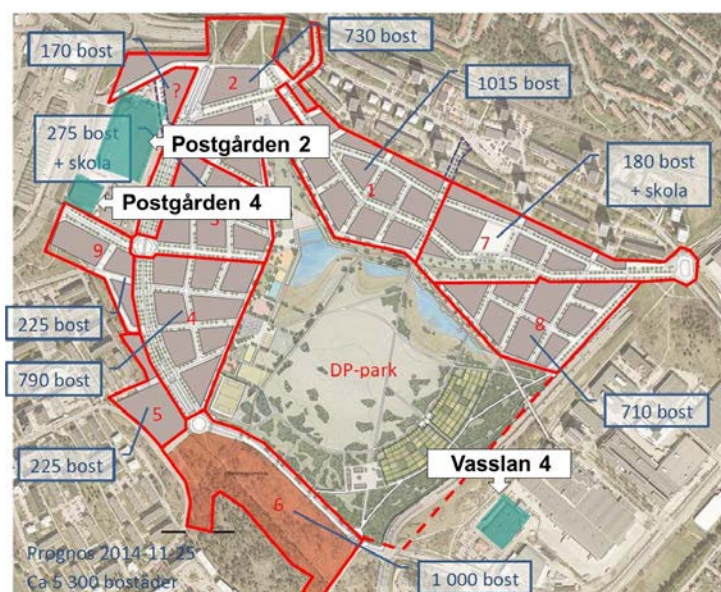 170 bost
730 bost
2
?
1015 bost
275 bost
+ skola
Postgården 2
180 bost
+ skola
1
Postgården 4
3
7
9
225 bost
4
8
790 bost
DP-park
710 bost
5
225 bost
Vasslan 4
6
Prognos 2014-11-25
Ca 5 300 bostäder
1 000 bost